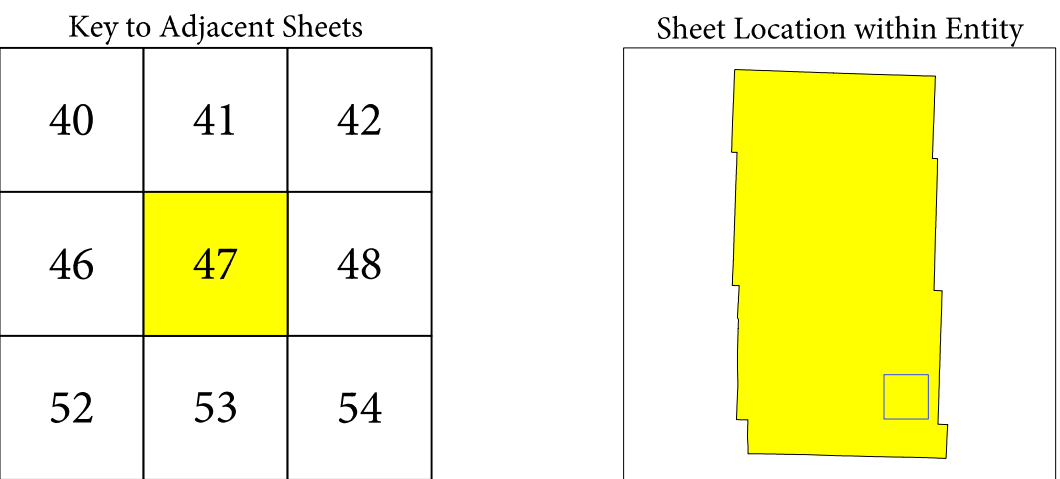 Key to Adjacent Sheets
Sheet Location within Entity
40 41 42
46 47 48
52 53 54